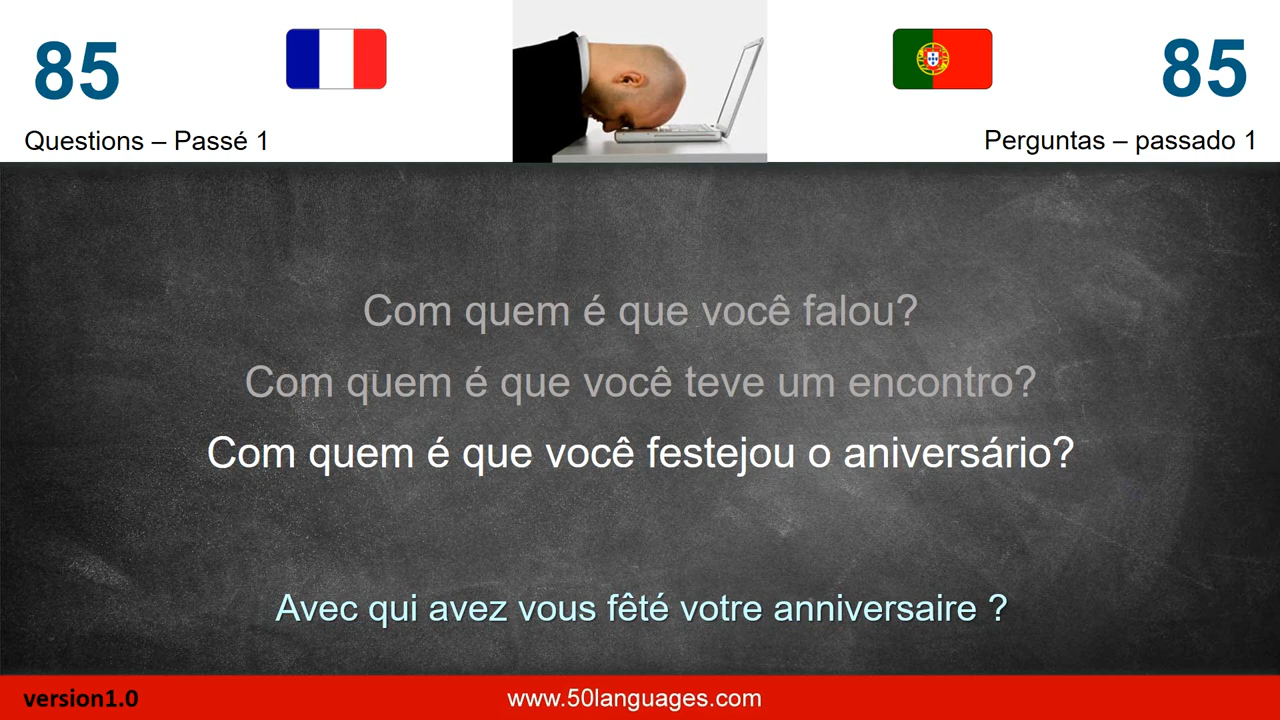 85
85
Questions – Passé 1
Perguntas – passado 1
Com quem é que você falou?
Com quem é que você teve um encontro?
Com quem é que você festejou o aniversário?
Avec qui avez vous fêté votre anniversaire ?
version1.0
www.50languages.com